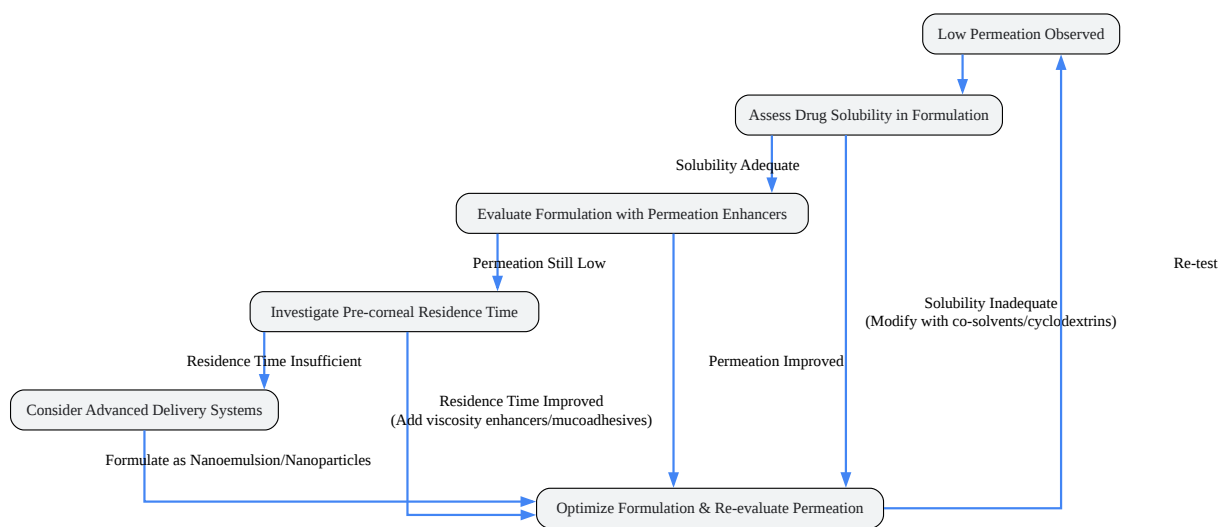 Low Permeation Observed
Assess Drug Solubility in Formulation
Solubility Adequate
Evaluate Formulation with Permeation Enhancers
Permeation Still Low
Re-test
Investigate Pre-corneal Residence Time
Solubility Inadequate
(Modify with co-solvents/cyclodextrins)
Residence Time Insufficient
Permeation Improved
Consider Advanced Delivery Systems
Residence Time Improved
(Add viscosity enhancers/mucoadhesives)
Formulate as Nanoemulsion/Nanoparticles
Optimize Formulation & Re-evaluate Permeation